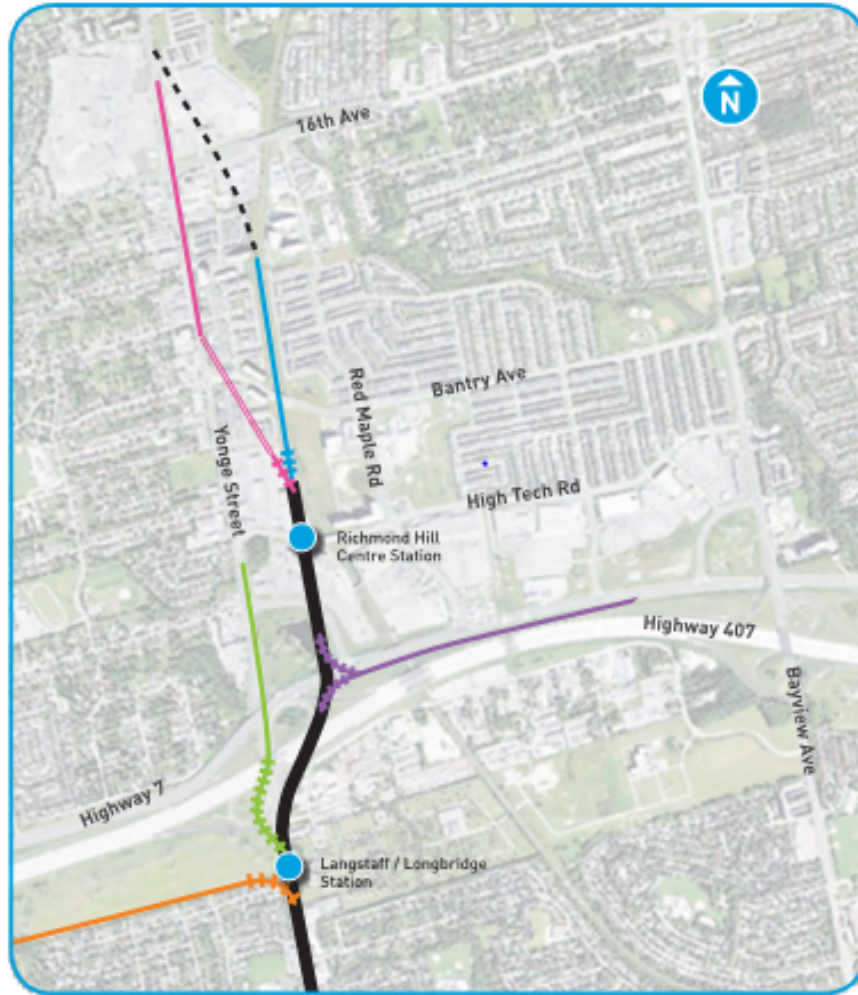 N
16th Ave
Bantry Ave
Red Maple Rd
Yonge Street
High Tech Rd
Richmond Hill
Centre Station
Highway 407
Bayview Ave
Highway 7
Langstaff / Longbridge
Station